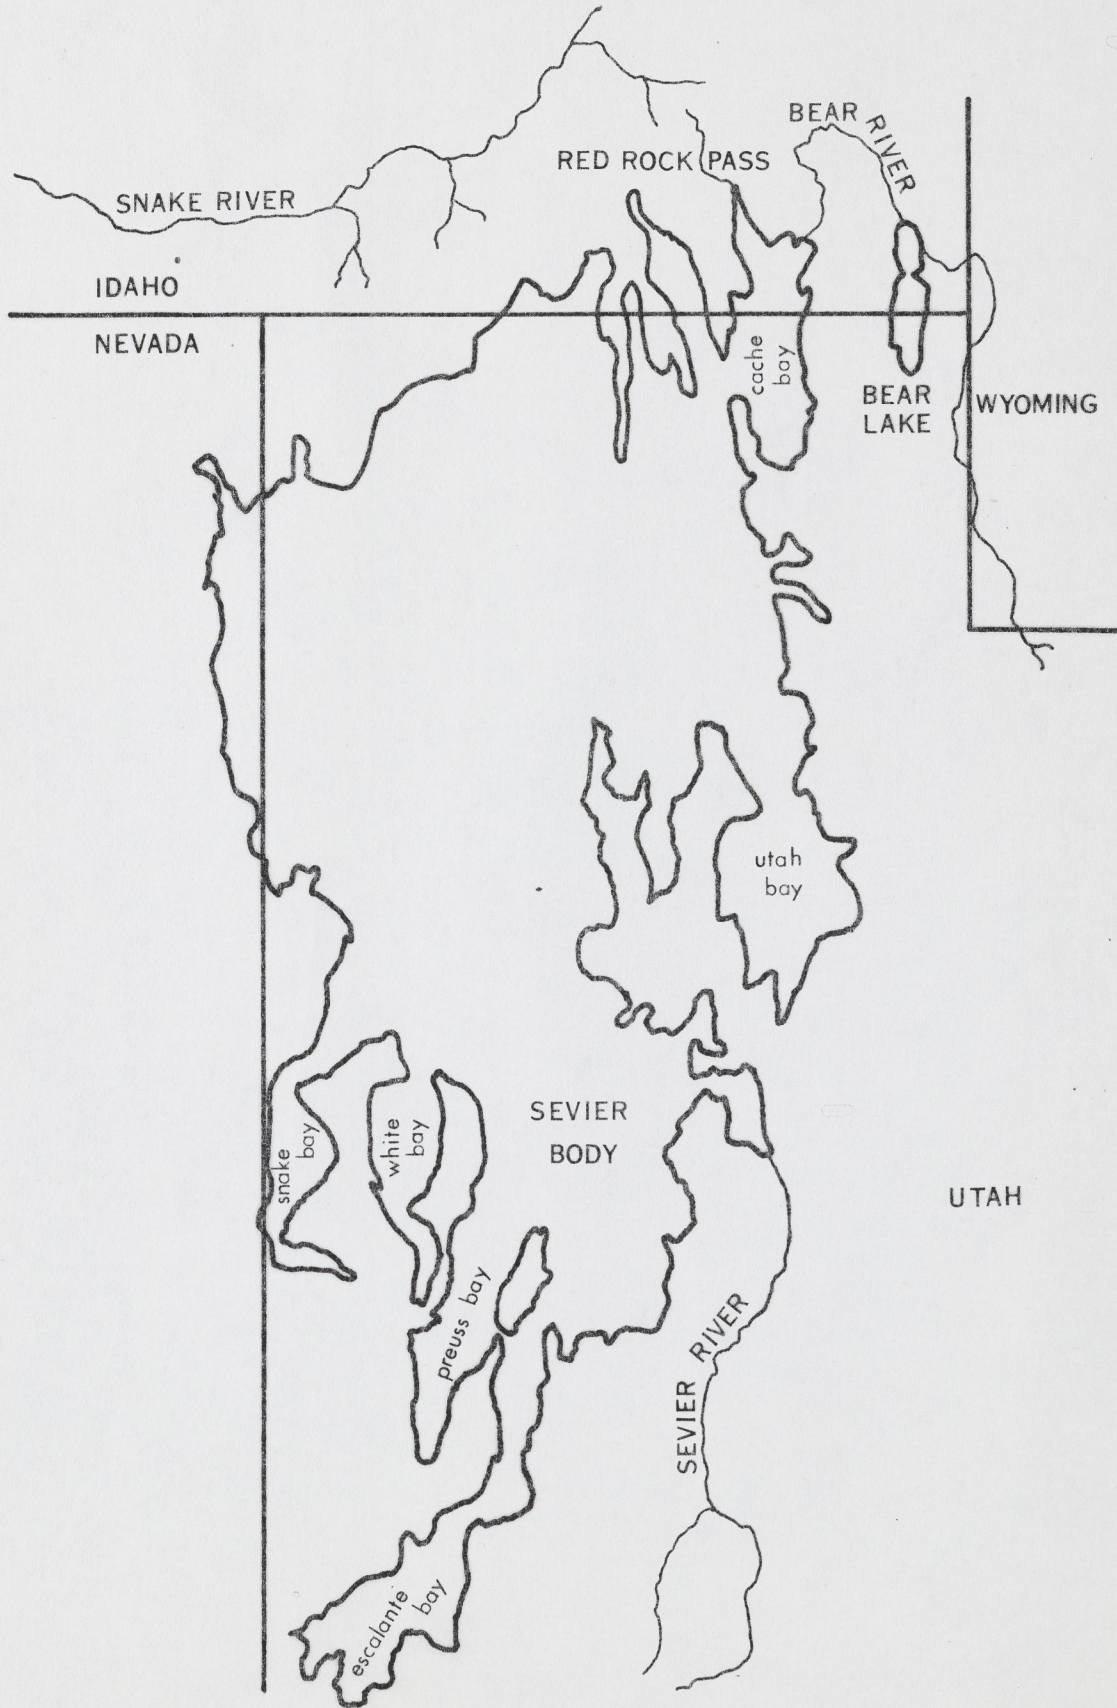 BEAR RIVER
RED ROCK PASS
SNAKE RIVER
IDAHO
NEVADA
cache
bay
BEAR
LAKE
WYOMING
utah
bay
SEVIER
BODY
snake
bay
white
bay
UTAH
preuss bay
SEVIER RIVER
escalante
bay